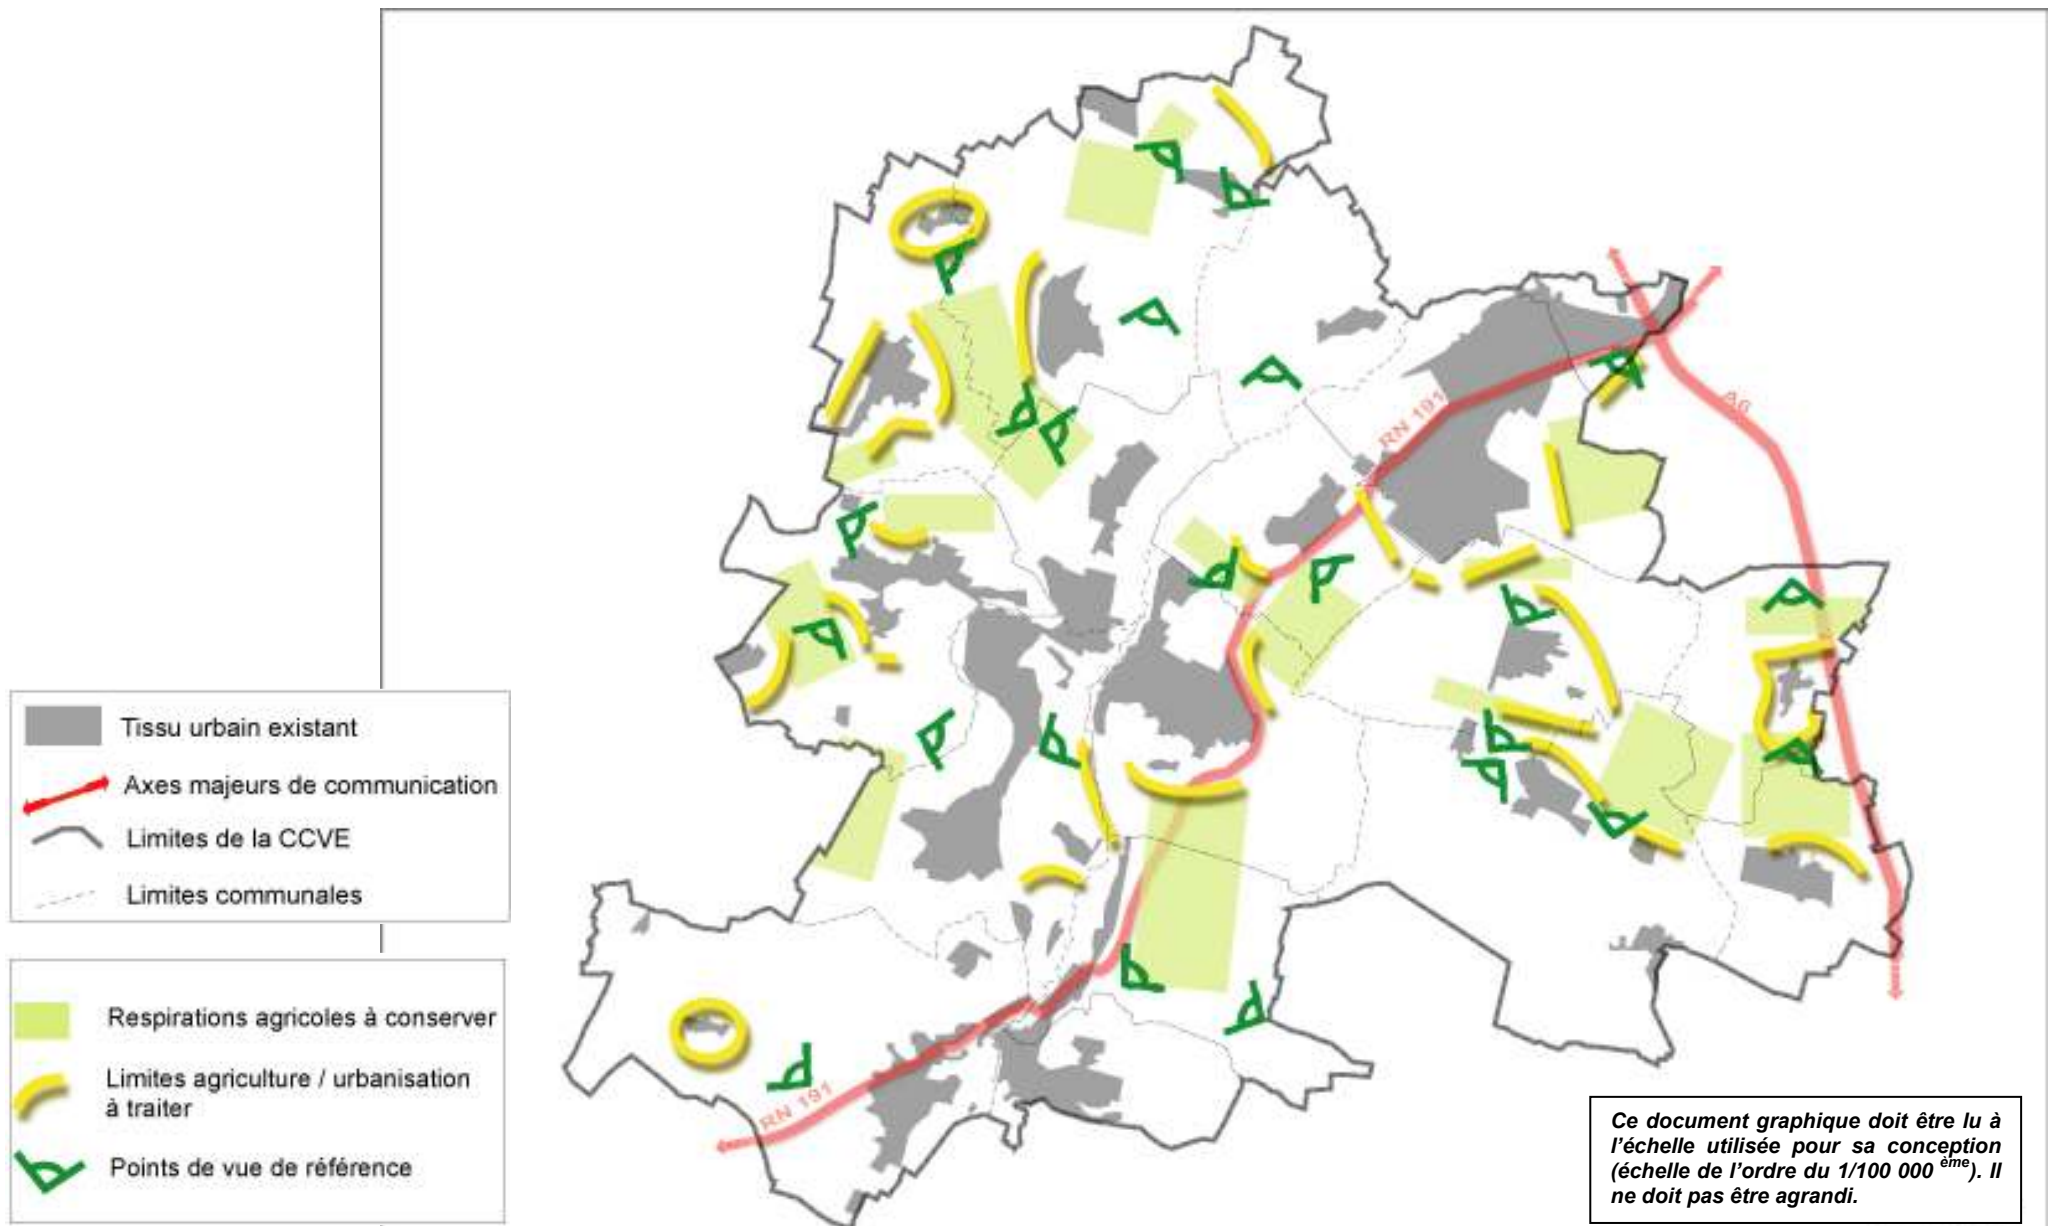 A6
RN 191
Tissu urbain existant
Axes majeurs de communication
Limites de la CCVE
Limites communales
Respirations agricoles à conserver
Limites agriculture / urbanisation
à traiter
Points de vue de référence
RN 191
Ce document graphique doit être lu à
l'échelle utilisée pour sa conception
(échelle de l'ordre du 1/100 000 ème). Il
ne doit pas être agrandi.